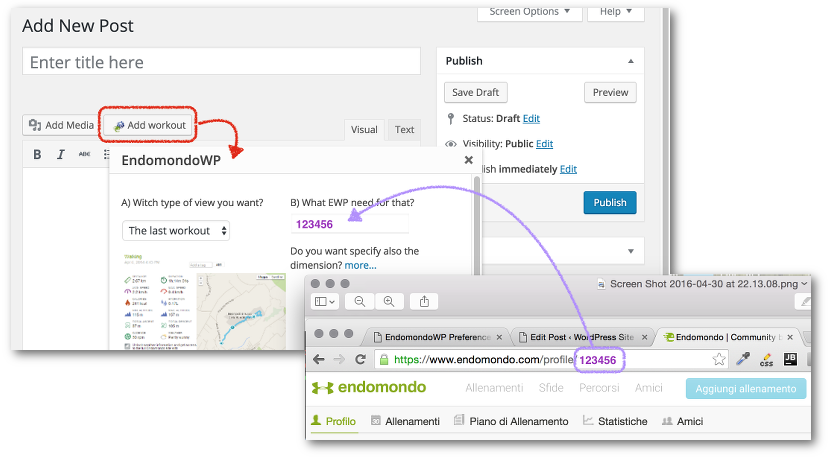 Screen Options ▼ Help ▼
Add New Post
Enter title here
Publish ▲
Save Draft Preview
Add Media Add workout
Status: Draft Edit
Visual Text
Visibility: Public Edit
B I ABC
EndomondoWP ×
lish immediately Edit
A) Witch type of view you want? B) What EWP need for that?
Publish
The last workout 123456
Do you want specify also the
dimension? more...
Screen Shot 2016-04-30 at 22.13.08.png
EndomondoWP Preference × Edit Post ‹ WordPress Site × Endomondo | Community
https://www.endomondo.com/profile/123456
endomondo Allenamenti Sfide Percorsi Amici Aggiungi allenamento
Profilo Allenamenti Piano di Allenamento Statistiche Amici